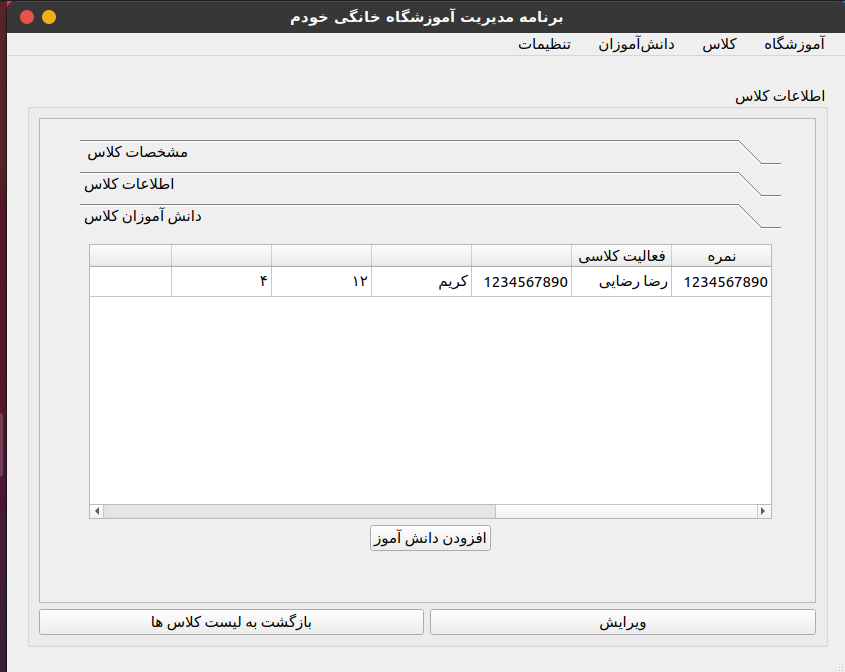 برنامه مدیریت آموزشگاه خانگی خودم
آموزشگاه کلاس دانش‌آموزان تنظیمات
اطلاعات کلاس
مشخصات کلاس
اطلاعات کلاس
دانش آموزان کلاس
نمره فعالیت کلاسی
1234567890 رضا رضایی 1234567890 کریم ۱۲ ۴
افزودن دانش آموز
ویرایش بازگشت به لیست کلاس ها